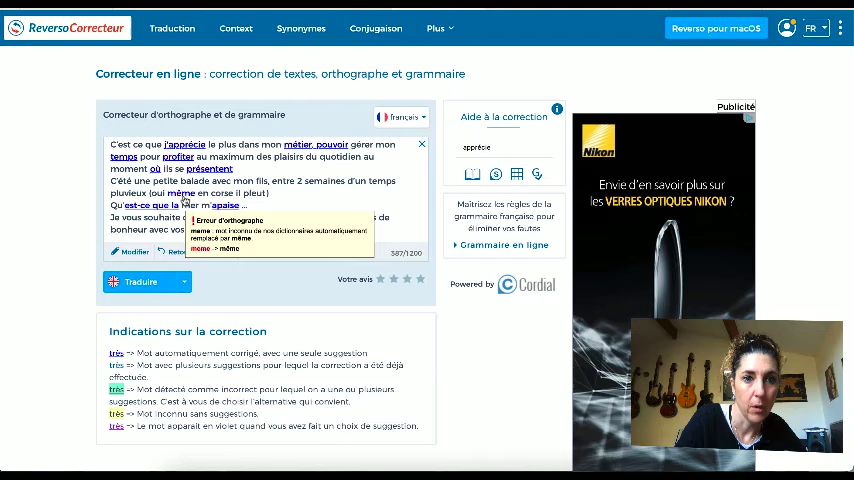 ReversoCorrecteur
Traduction Context Synonymes Conjugaison Plus
Reverso pour macOS
FR
Correcteur en ligne : correction de textes, orthographe et grammaire
Correcteur d'orthographe et de grammaire
français
C'est ce que j'apprécie le plus dans mon métier, pouvoir gérer mon
temps pour profiter au maximum des plaisirs du quotidien au
moment où ils se présentent
C'été une petite balade avec mon fils, entre 2 semaines d'un temps
pluvieux (oui même en corse il pleut)
Qu'est-ce que la mer m'apaise ...
Je vous souhaite de
bonheur avec vos
! Erreur d'orthographe
meme : mot inconnu de nos dictionnaires automatiquement
remplacé par même
meme -> même
Modifier
387/1200
Traduire
Votre avis
Indications sur la correction
très => Mot automatiquement corrigé, avec une seule suggestion
très => Mot avec plusieurs suggestions pour lequel la correction a été déjà
effectuée.
très => Mot détecté comme incorrect pour lequel on a une ou plusieurs
suggestions. C'est à vous de choisir l'alternative qui convient.
très => Mot inconnu sans suggestions.
très => Le mot apparaît en violet quand vous avez fait un choix de suggestion.
Aide à la correction
apprécie
Maîtrisez les règles de la
grammaire française pour
éliminer vos fautes
Grammaire en ligne
Powered by Cordial
Publicité
Nikon
Envie d'en savoir plus sur
les VERRES OPTIQUES NIKON ?